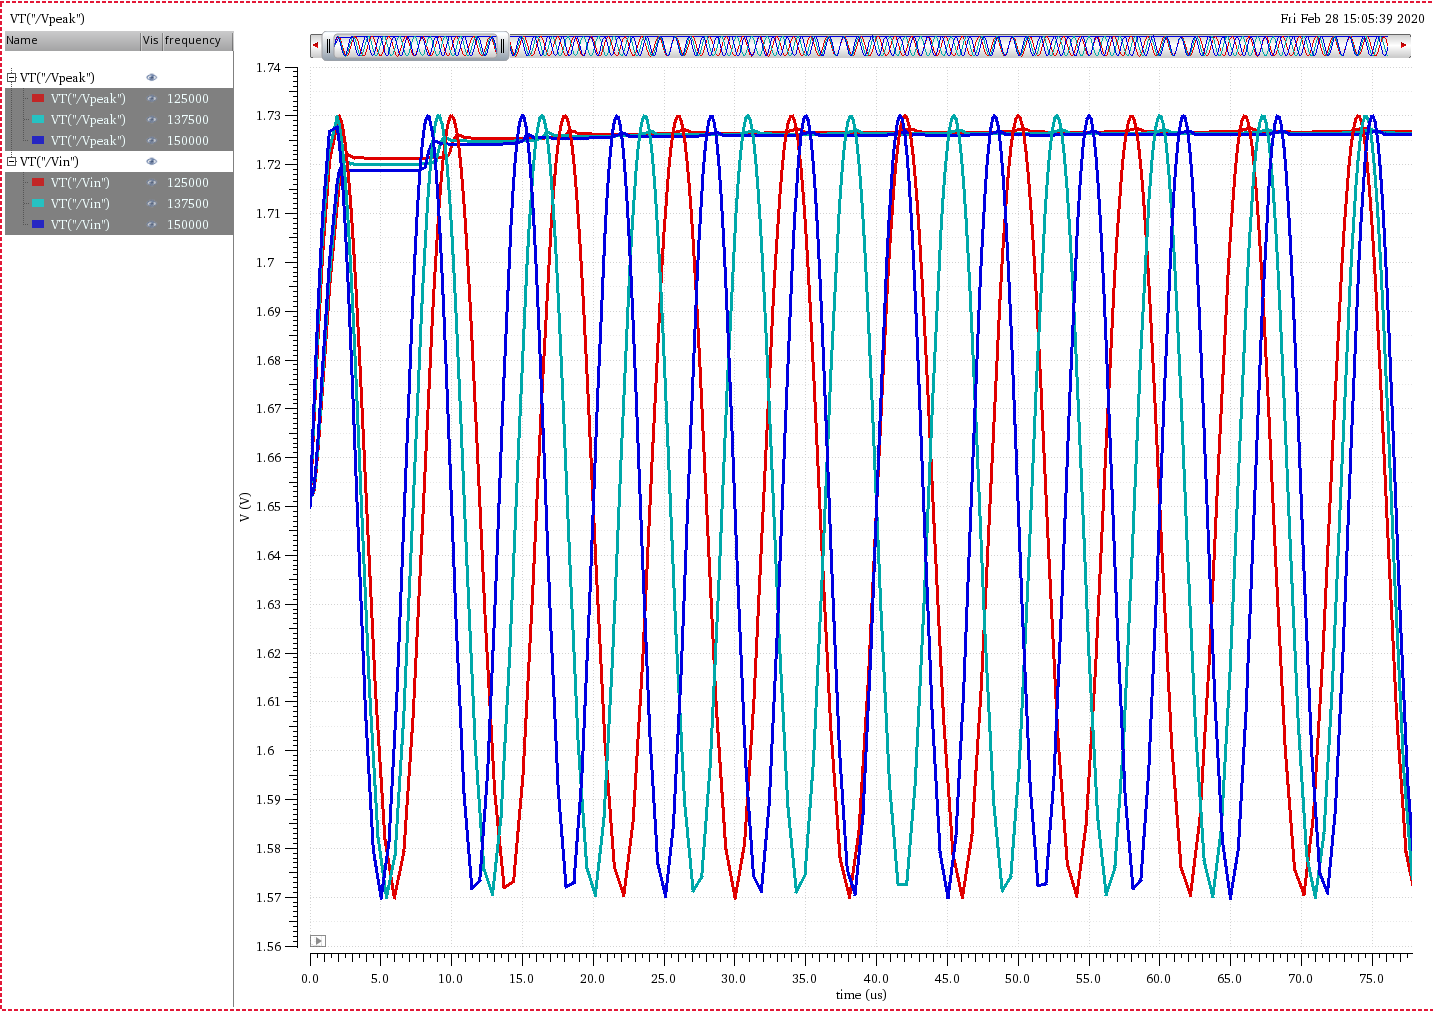 VT("/Vpeak")
Fri Feb 28 15:05:39 2020
Name Vis frequency
VT("/Vpeak")
VT("/Vpeak") 125000
VT("/Vpeak") 137500
VT("/Vpeak") 150000
VT("/Vin")
VT("/Vin") 125000
VT("/Vin") 137500
VT("/Vin") 150000
1.74
1.73
1.72
1.71
1.7
1.69
1.68
1.67
1.66
1.65
1.64
1.63
1.62
1.61
1.6
1.59
1.58
1.57
1.56
V (V)
0.0 5.0 10.0 15.0 20.0 25.0 30.0 35.0 40.0 45.0 50.0 55.0 60.0 65.0 70.0 75.0
time (us)